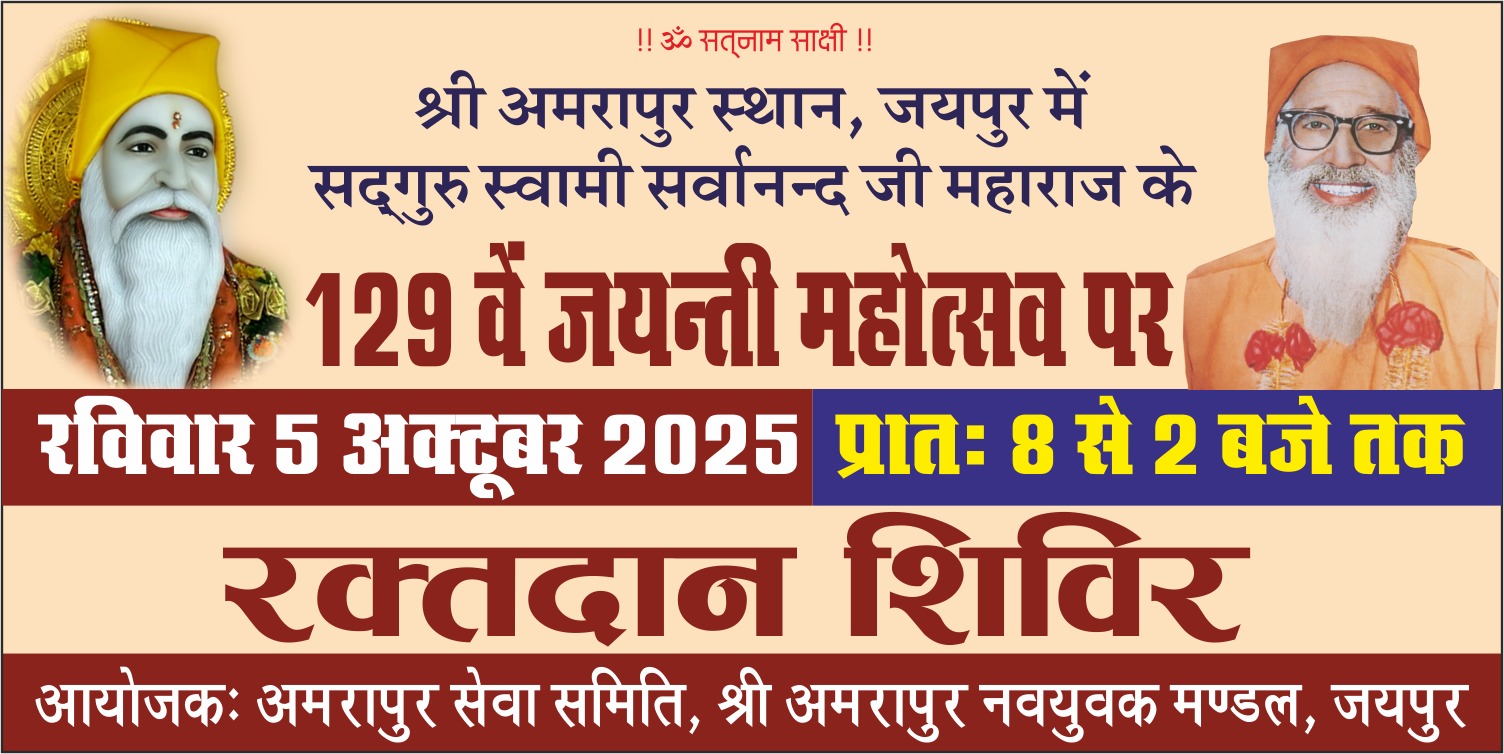 !! ॐ सत्‌नाम साक्षी !!
श्री अमरापुर स्थान, जयपुर में
सद्‌गुरु स्वामी सर्वानन्द जी महाराज के
129 वें जयन्ती महोत्सव पर
रविवार 5 अक्टूबर 2025 प्रातः 8 से 2 बजे तक
रक्तदान शिविर
आयोजकः अमरापुर सेवा समिति, श्री अमरापुर नवयुवक मण्डल, जयपुर